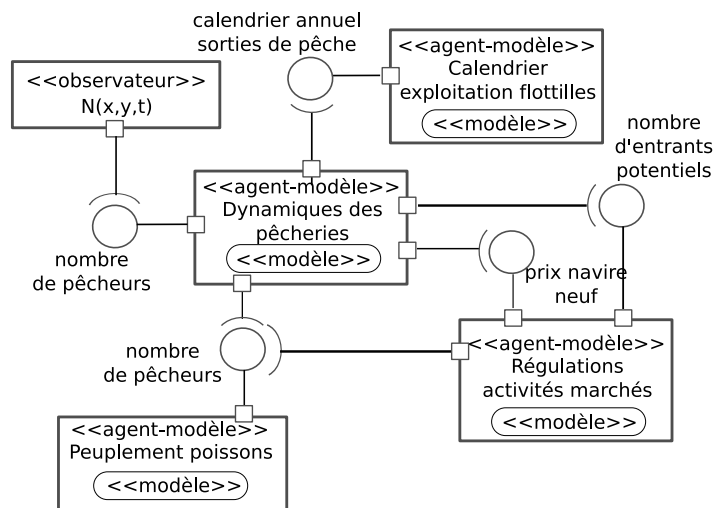 calendrier annuel
sorties de pêche
<<agent-modèle>>
Calendrier
exploitation flottilles
<<modèle>>
<<observateur>>
N(x,y,t)
nombre
d'entrants
potentiels
<<agent-modèle>>
Dynamiques des
pêcheries
<<modèle>>
nombre
de pêcheurs
prix navire
neuf
nombre
de pêcheurs
<<agent-modèle>>
Régulations
activités marchés
<<modèle>>
<<agent-modèle>>
Peuplement poissons
<<modèle>>